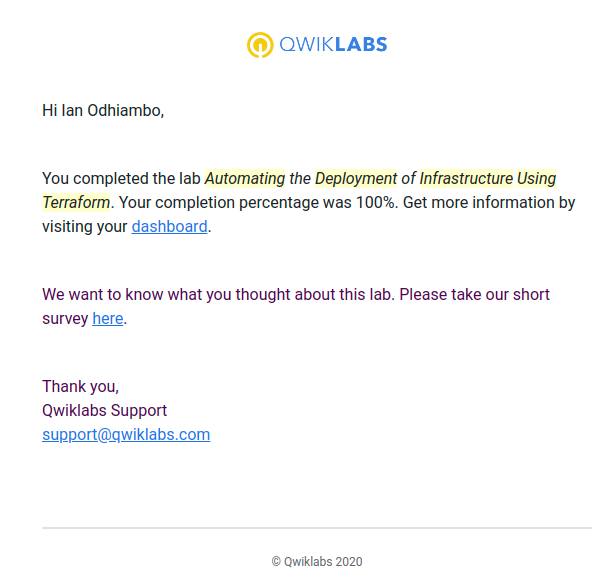 QWIKLABS
Hi Ian Odhiambo,
You completed the lab Automating the Deployment of Infrastructure Using
Terraform. Your completion percentage was 100%. Get more information by
visiting your dashboard.
We want to know what you thought about this lab. Please take our short
survey here.
Thank you,
Qwiklabs Support
support@qwiklabs.com
© Qwiklabs 2020